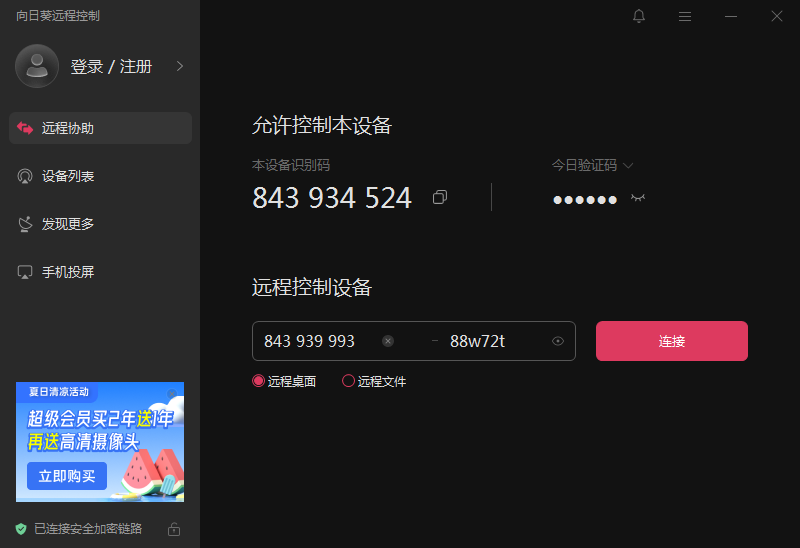 向日葵远程控制
登录 / 注册
远程协助
设备列表
发现更多
手机投屏
夏日清凉活动
超级会员买2年送1年
再送高清摄像头
立即购买
已连接安全加密链路
允许控制本设备
本设备识别码
今日验证码
843 934 524
••••••
远程控制设备
843 939 993 - 88w72t
连接
远程桌面 远程文件